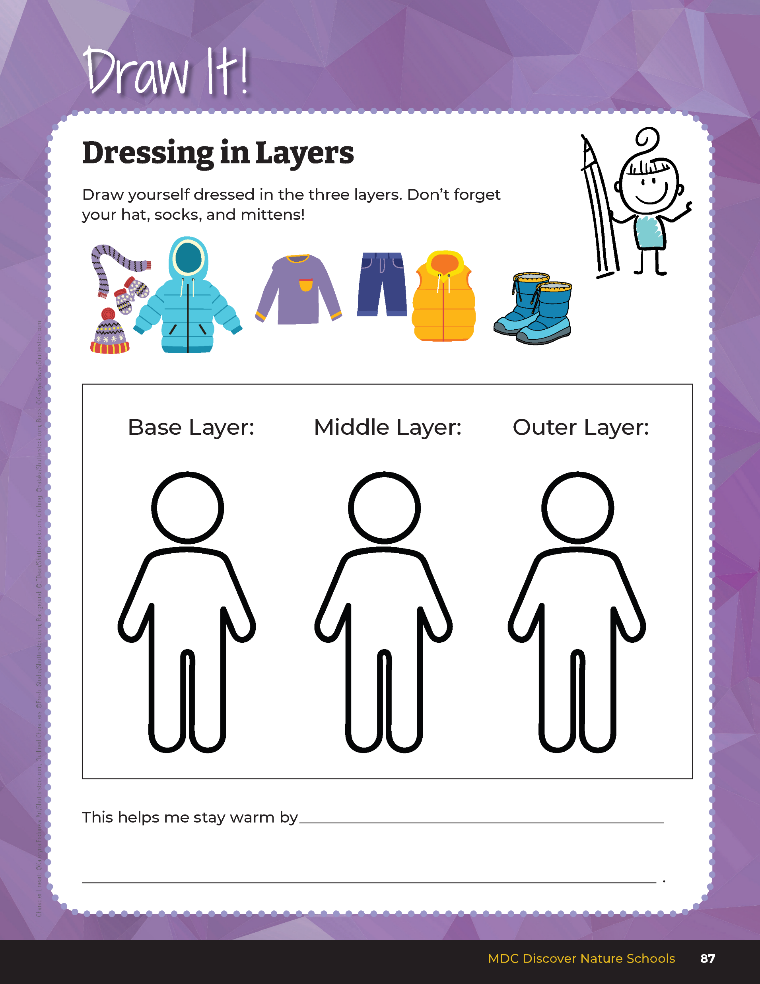 Draw It!
Dressing in Layers
Draw yourself dressed in the three layers. Don’t forget
your hat, socks, and mittens!
Base Layer:
Middle Layer:
Outer Layer:
This helps me stay warm by
.
MDC Discover Nature Schools 87